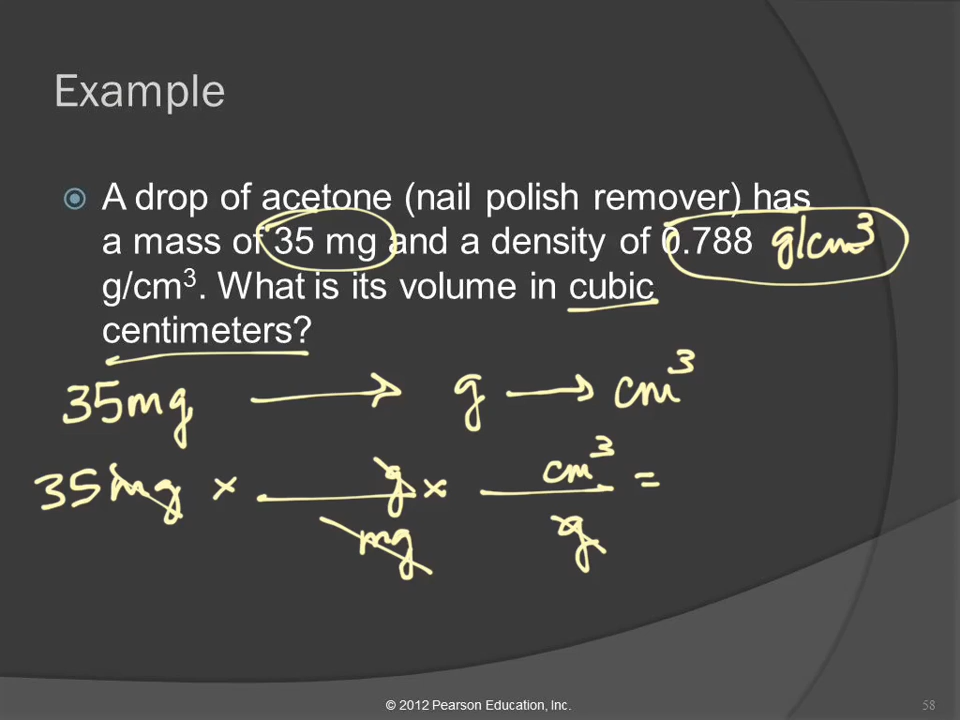 Example
A drop of acetone (nail polish remover) has
a mass of 35 mg and a density of 0.788 g/cm³
g/cm³. What is its volume in cubic
centimeters?
35mg → g → cm³
35mg × g × cm³ =
mg g
© 2012 Pearson Education, Inc.
58